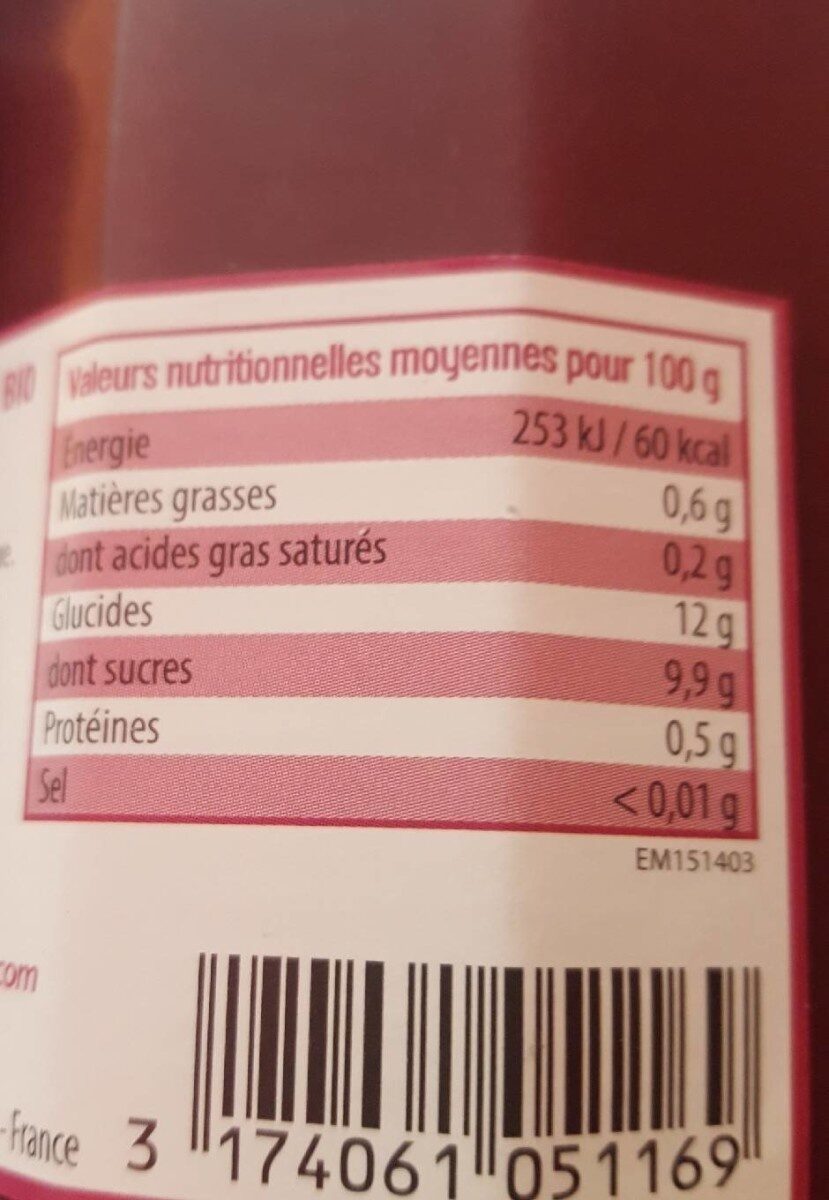 BIO
Valeurs nutritionnelles moyennes pour 100 g
Énergie 253 kJ / 60 kcal
Matières grasses 0,6 g
dont acides gras saturés 0,2 g
Glucides 12 g
dont sucres 9,9 g
Protéines 0,5 g
Sel < 0,01 g
EM151403
com
- France
3 174061 051169